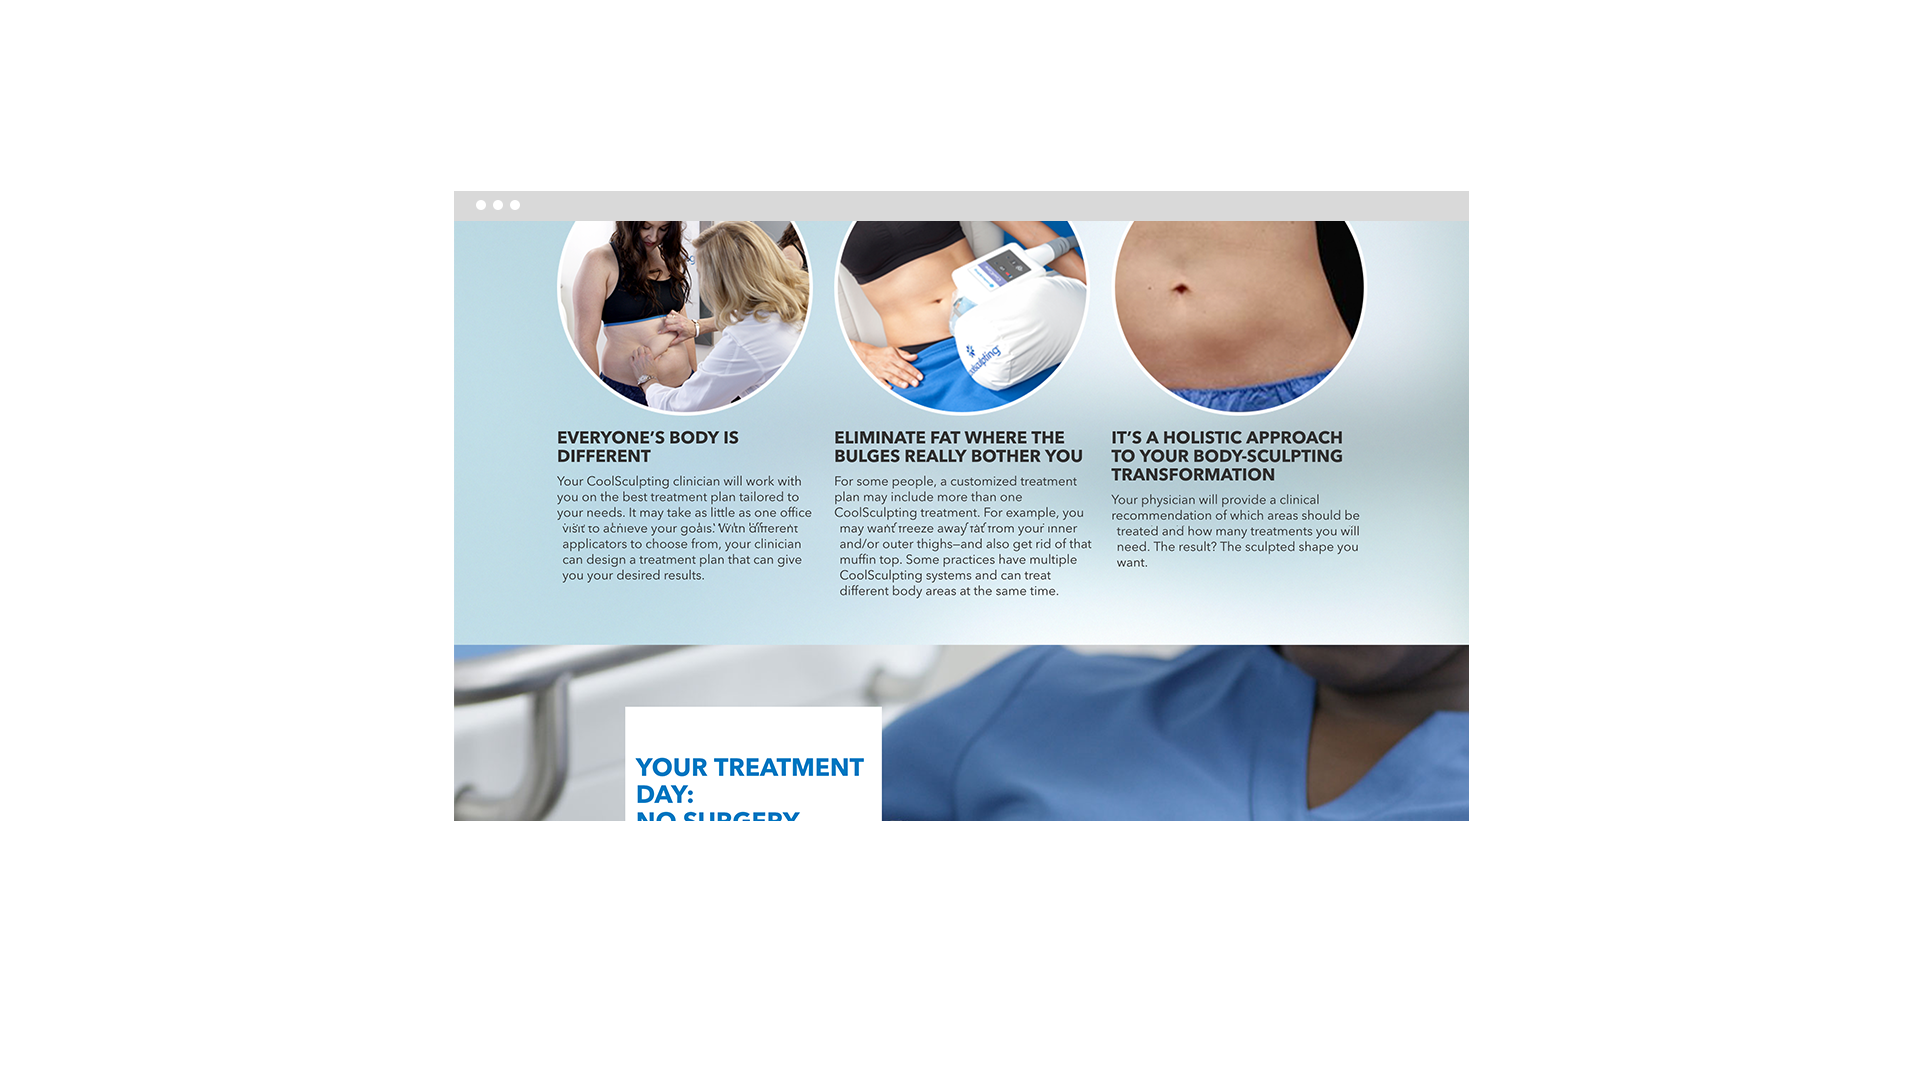 sculpting
EVERYONE'S BODY IS
DIFFERENT
Your CoolSculpting clinician will work with
you on the best treatment plan tailored to
your needs. It may take as little as one office
visit to achieve your goals. With different
applicators to choose from, your clinician
can design a treatment plan that can give
you your desired results.
ELIMINATE FAT WHERE THE
BULGES REALLY BOTHER YOU
For some people, a customized treatment
plan may include more than one
CoolSculpting treatment. For example, you
may want freeze away fat from your inner
and/or outer thighs—and also get rid of that
muffin top. Some practices have multiple
CoolSculpting systems and can treat
different body areas at the same time.
IT'S A HOLISTIC APPROACH
TO YOUR BODY-SCULPTING
TRANSFORMATION
Your physician will provide a clinical
recommendation of which areas should be
treated and how many treatments you will
need. The result? The sculpted shape you
want.
YOUR TREATMENT
DAY:
NO SURGERY